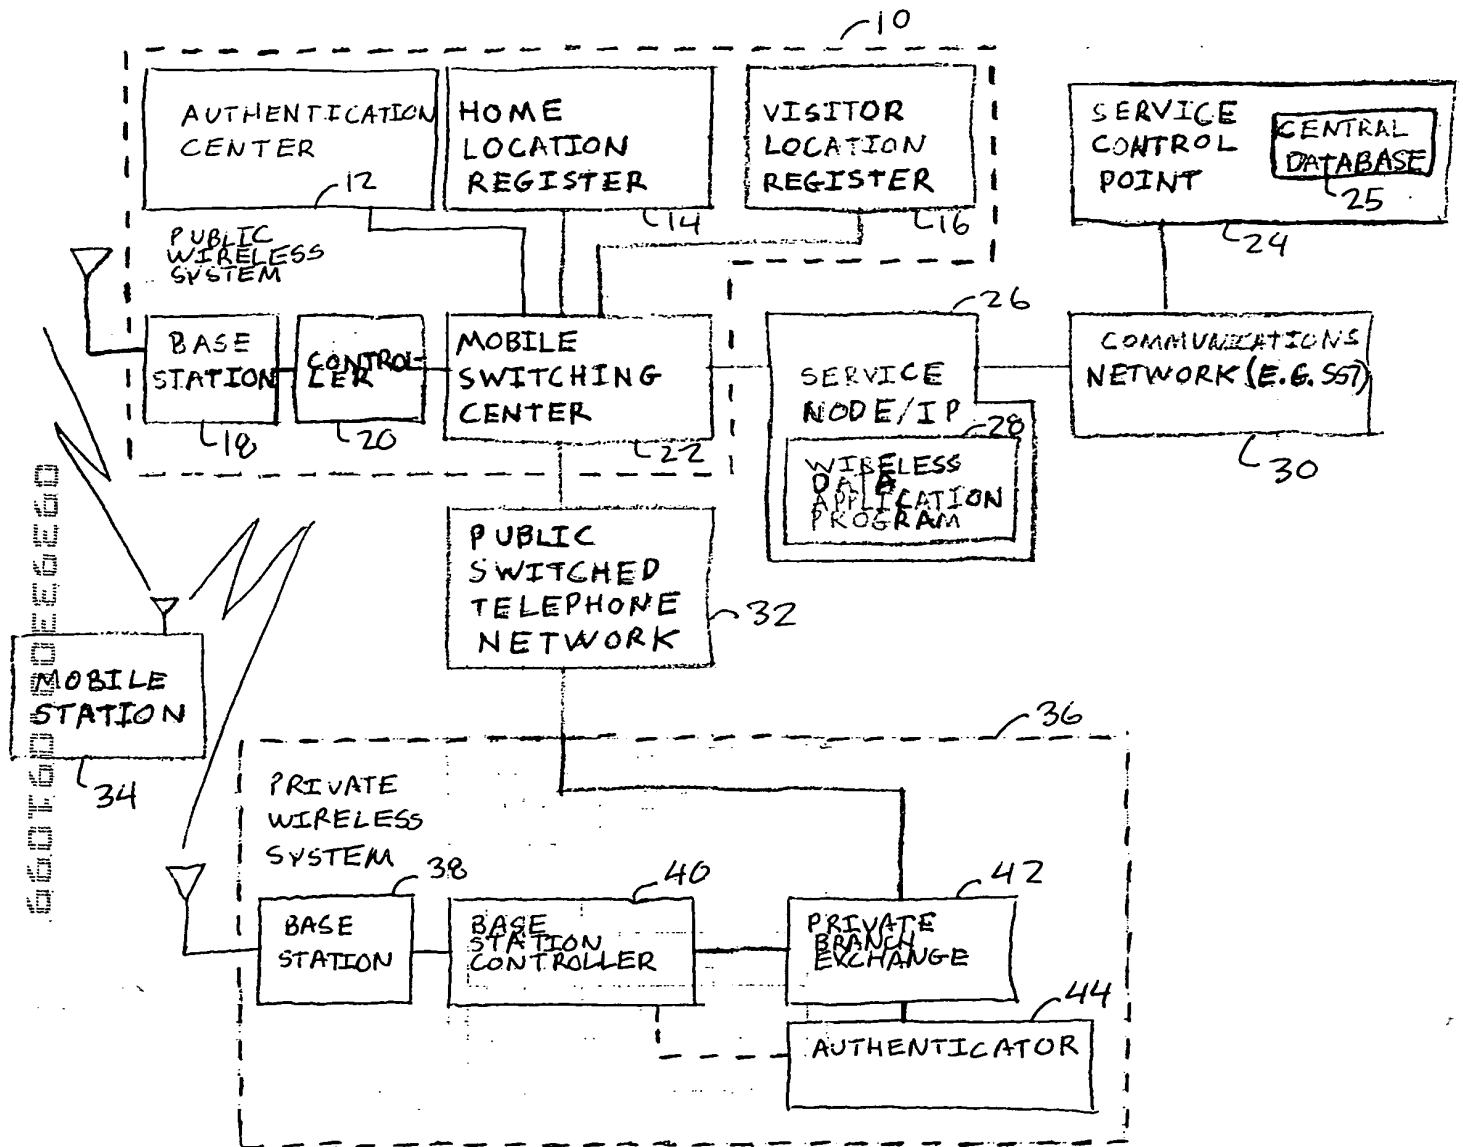 10
AUTHENTICATION
CENTER
12
HOME
LOCATION
REGISTER
14
VISITOR
LOCATION
REGISTER
16
SERVICE
CONTROL
POINT
CENTRAL
DATABASE
25
24
PUBLIC
WIRELESS
SYSTEM
BASE
STATION
18
CONTROL-
LER
20
MOBILE
SWITCHING
CENTER
22
26
SERVICE
NODE/IP
28
WIRELESS
DATA
APPLICATION
PROGRAM
COMMUNICATIONS
NETWORK (E.G. SS7)
30
PUBLIC
SWITCHED
TELEPHONE
NETWORK
32
MOBILE
STATION
34
36
PRIVATE
WIRELESS
SYSTEM
38
BASE
STATION
40
BASE
STATION
CONTROLLER
42
PRIVATE
BRANCH
EXCHANGE
44
AUTHENTICATOR